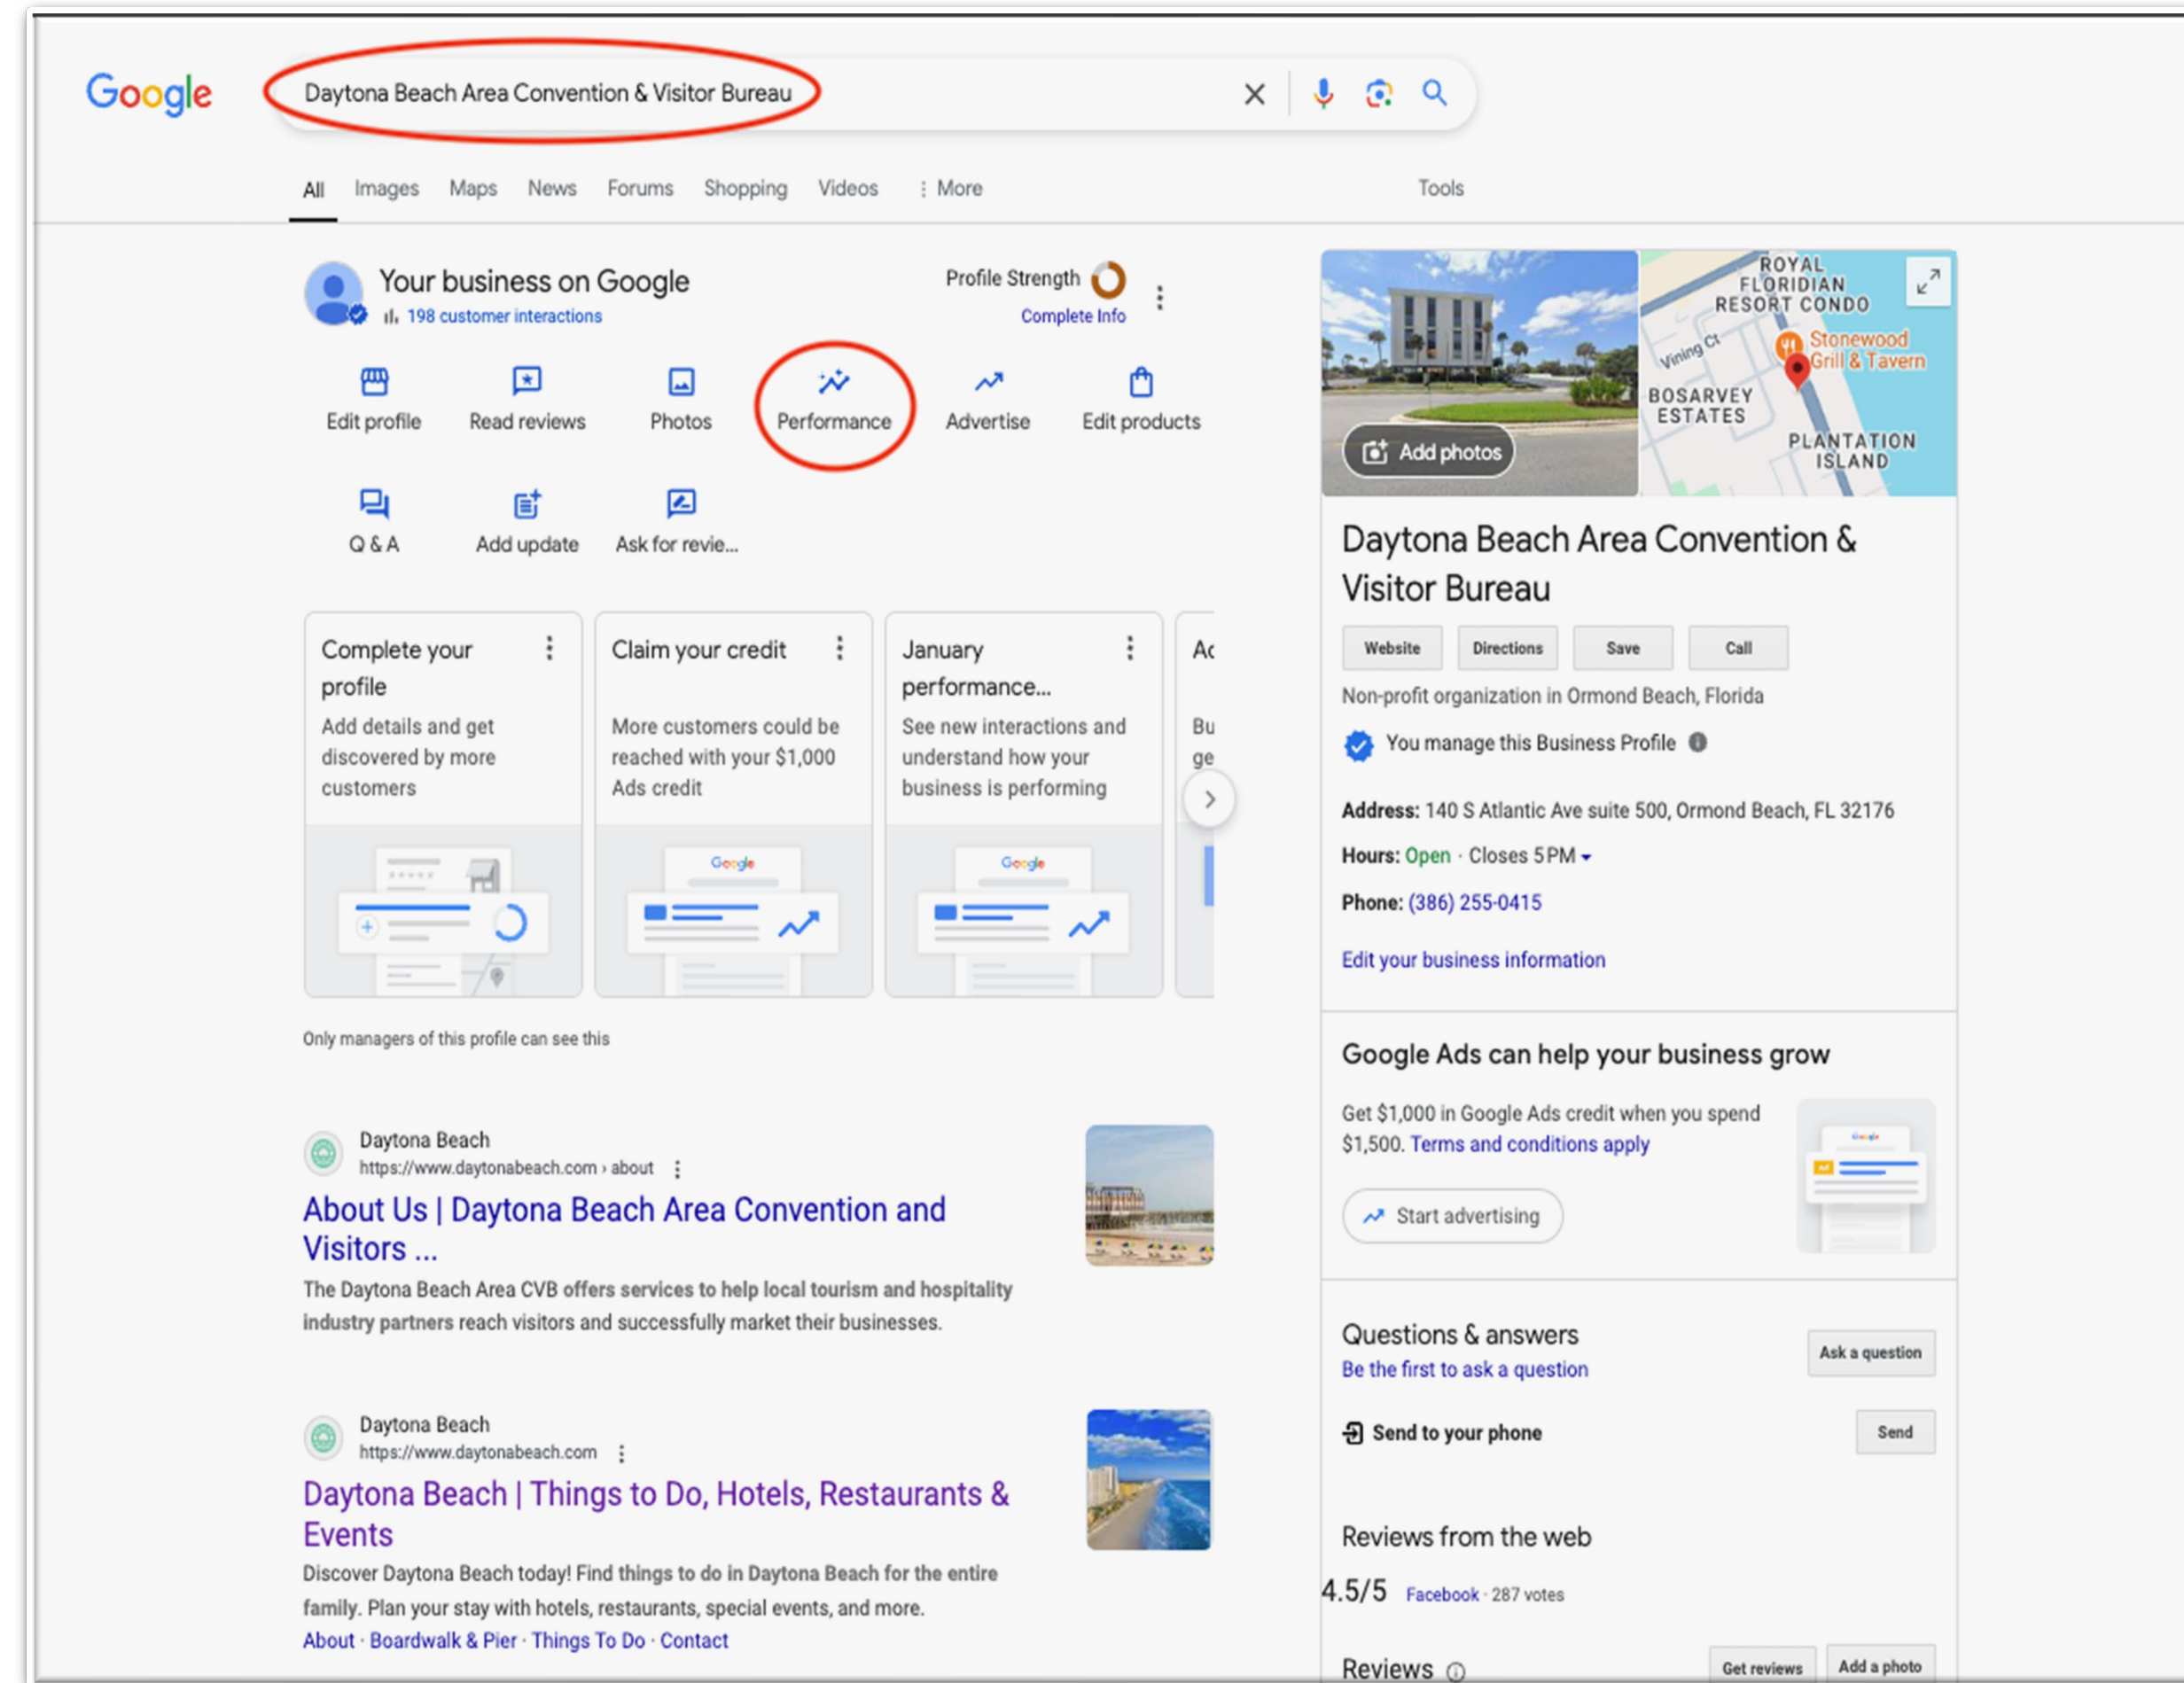 Google
Daytona Beach Area Convention & Visitor Bureau
All Images Maps News Forums Shopping Videos More Tools
Your business on Google
198 customer interactions
Profile Strength
Complete Info
Edit profile Read reviews Photos Performance Advertise Edit products
Q & A Add update Ask for revie...
Complete your
profile
Add details and get
discovered by more
customers
Claim your credit
More customers could be
reached with your $1,000
Ads credit
Google
January
performance...
See new interactions and
understand how your
business is performing
Google
Ac
Bu
ge
Only managers of this profile can see this
Daytona Beach
https://www.daytonabeach.com › about
About Us | Daytona Beach Area Convention and
Visitors ...
The Daytona Beach Area CVB offers services to help local tourism and hospitality
industry partners reach visitors and successfully market their businesses.
Daytona Beach
https://www.daytonabeach.com
Daytona Beach | Things to Do, Hotels, Restaurants &
Events
Discover Daytona Beach today! Find things to do in Daytona Beach for the entire
family. Plan your stay with hotels, restaurants, special events, and more.
About · Boardwalk & Pier · Things To Do · Contact
Add photos
ROYAL
FLORIDIAN
RESORT CONDO
Stonewood
Grill & Tavern
Vining Ct
BOSARVEY
ESTATES
PLANTATION
ISLAND
Daytona Beach Area Convention &
Visitor Bureau
Website Directions Save Call
Non-profit organization in Ormond Beach, Florida
You manage this Business Profile
Address: 140 S Atlantic Ave suite 500, Ormond Beach, FL 32176
Hours: Open · Closes 5 PM
Phone: (386) 255-0415
Edit your business information
Google Ads can help your business grow
Get $1,000 in Google Ads credit when you spend
$1,500. Terms and conditions apply
Google
Start advertising
Questions & answers
Be the first to ask a question
Ask a question
Send to your phone
Send
Reviews from the web
4.5/5 Facebook · 287 votes
Reviews
Get reviews Add a photo